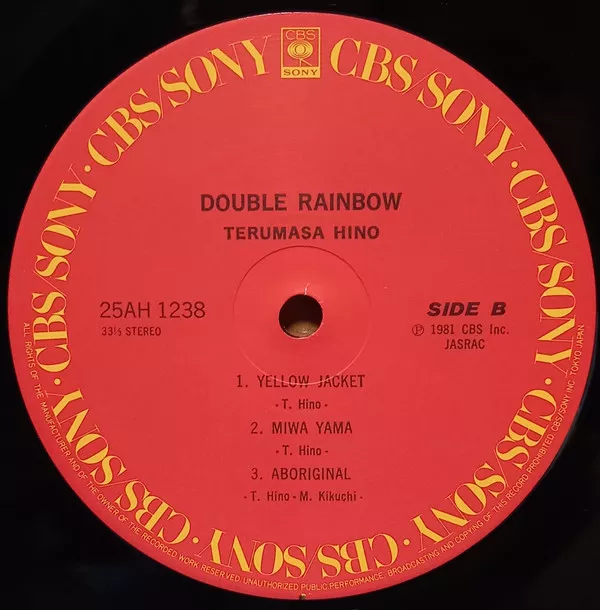 CBS
SONY
CBS/SONY · CBS/SONY · CBS/SONY · CBS/SONY · CBS/SONY · CBS/SONY · CBS/SONY · CBS/SONY
DOUBLE RAINBOW
TERUMASA HINO
25AH 1238
33⅓ STEREO
SIDE B
Ⓟ 1981 CBS Inc.
JASRAC
1. YELLOW JACKET
- T. Hino -
2. MIWA YAMA
- T. Hino -
3. ABORIGINAL
- T. Hino - M. Kikuchi -
ALL RIGHTS OF THE MANUFACTURER AND OF THE OWNER OF THE RECORDED WORK RESERVED. UNAUTHORIZED PUBLIC PERFORMANCE, BROADCASTING AND COPYING OF THIS RECORD PROHIBITED. CBS/SONY INC. TOKYO JAPAN